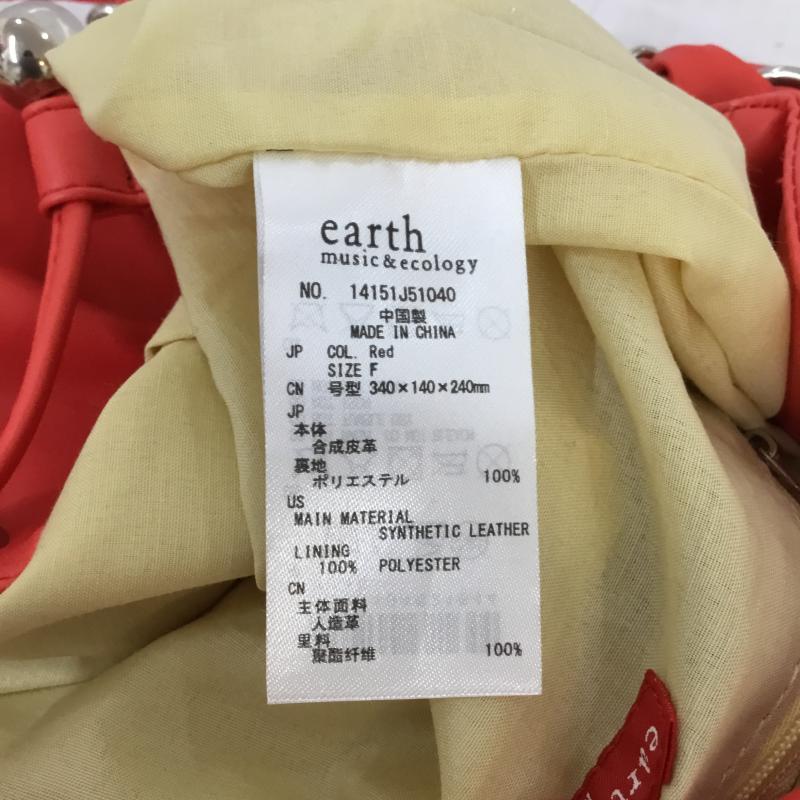 earth
music&ecology
NO. 14151J51040
中国製
MADE IN CHINA
JP COL. Red
SIZE F
CN 号型 340×140×240mm
JP
本体
合成皮革
裏地
ポリエステル 100%
US
MAIN MATERIAL
SYNTHETIC LEATHER
LINING
100% POLYESTER
CN
主体面料
人造革
里料
聚酯纤维 100%